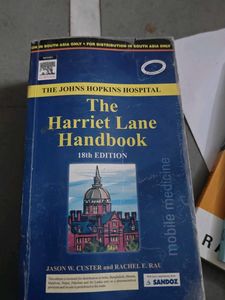 IN SOUTH ASIA ONLY • FOR DISTRIBUTION IN SOUTH ASIA ONLY
THE JOHNS HOPKINS HOSPITAL
The
Harriet Lane
Handbook
18th EDITION
mobile medicine
JASON W. CUSTER and RACHEL E. RAU
SANDOZ
R A